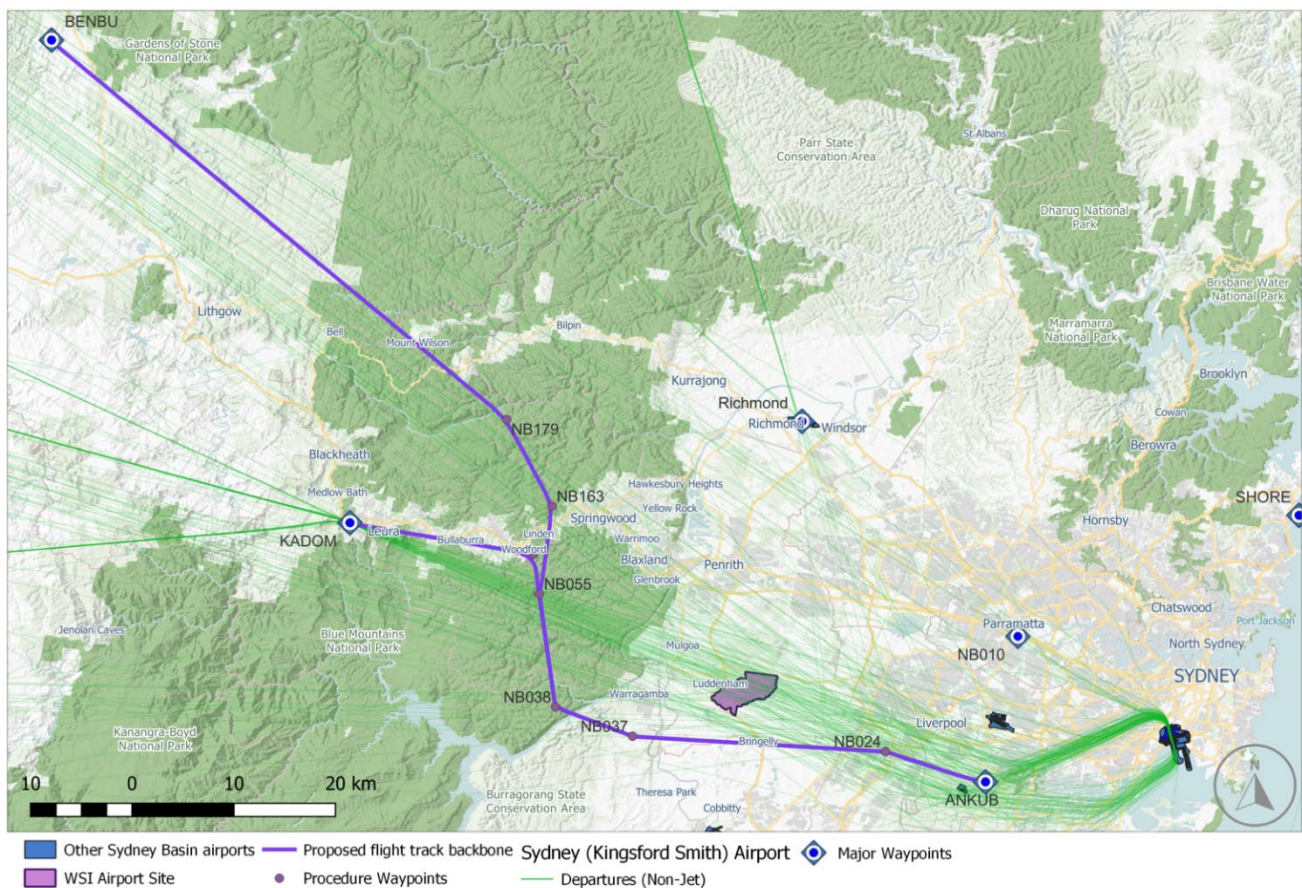 BENBU
Gardens of Stone
National Park
St Albans
Parr State
Conservation Area
Dharug National
Park
Brisbane Water
National Park
Lithgow
Bell
Mount Wilson
Bilpin
Marramarra
National Park
Brooklyn
Kurrajong
Richmond
Richmond
Windsor
Cowan
Berowra
NB179
Blackheath
Medlow Bath
NB163
Hawkesbury Heights
Springwood
Yellow Rock
SHORE
Hornsby
KADOM
Leura
Bullaburra
Linden
Woodford
Warrimoo
Blaxland
Glenbrook
Penrith
NB055
Chatswood
Parramatta
Port Jackson
NB010
North Sydney
Jenolan Caves
Blue Mountains
National Park
Mulgoa
SYDNEY
NB038
Warragamba
Luddenham
Liverpool
Kanangra-Boyd
National Park
NB037
Bringelly
NB024
ANKUB
N
10 0 10 20 km
Burragorang State
Conservation Area
Theresa Park
Cobbitty
Other Sydney Basin airports
Proposed flight track backbone
Sydney (Kingsford Smith) Airport
Major Waypoints
WSI Airport Site
Procedure Waypoints
Departures (Non-Jet)